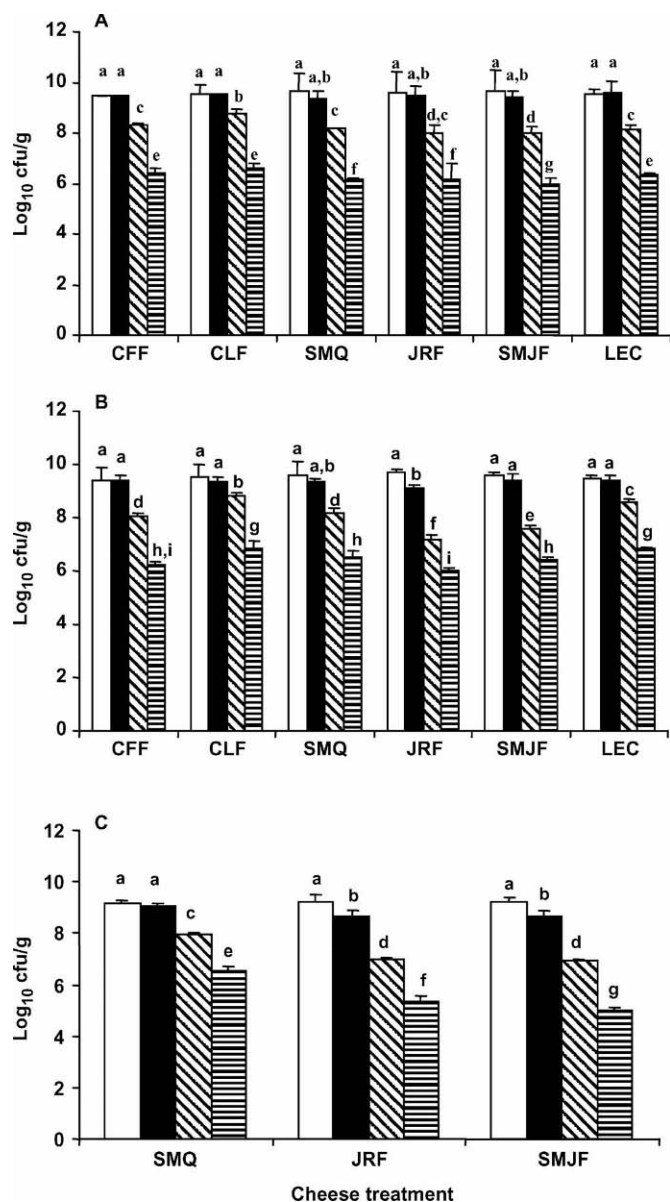 A
12
10
8
6
4
2
0
Log10 cfu/g
a a c e
a a b e
a a,b c f
a a,b d,c f
a a,b d g
a a c e
CFF CLF SMQ JRF SMJF LEC
B
12
10
8
6
4
2
0
Log10 cfu/g
a a d h,i
a a b g
a a,b d h
a b f i
a a e h
a a c g
CFF CLF SMQ JRF SMJF LEC
C
12
10
8
6
4
2
0
Log10 cfu/g
a a c e
a b d f
a b d g
SMQ JRF SMJF
Cheese treatment